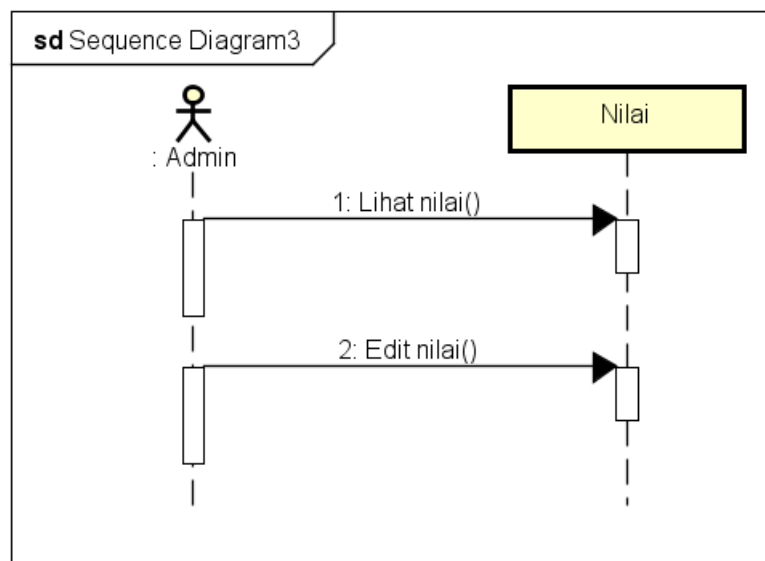 sd Sequence Diagram3
: Admin
Nilai
1: Lihat nilai()
2: Edit nilai()